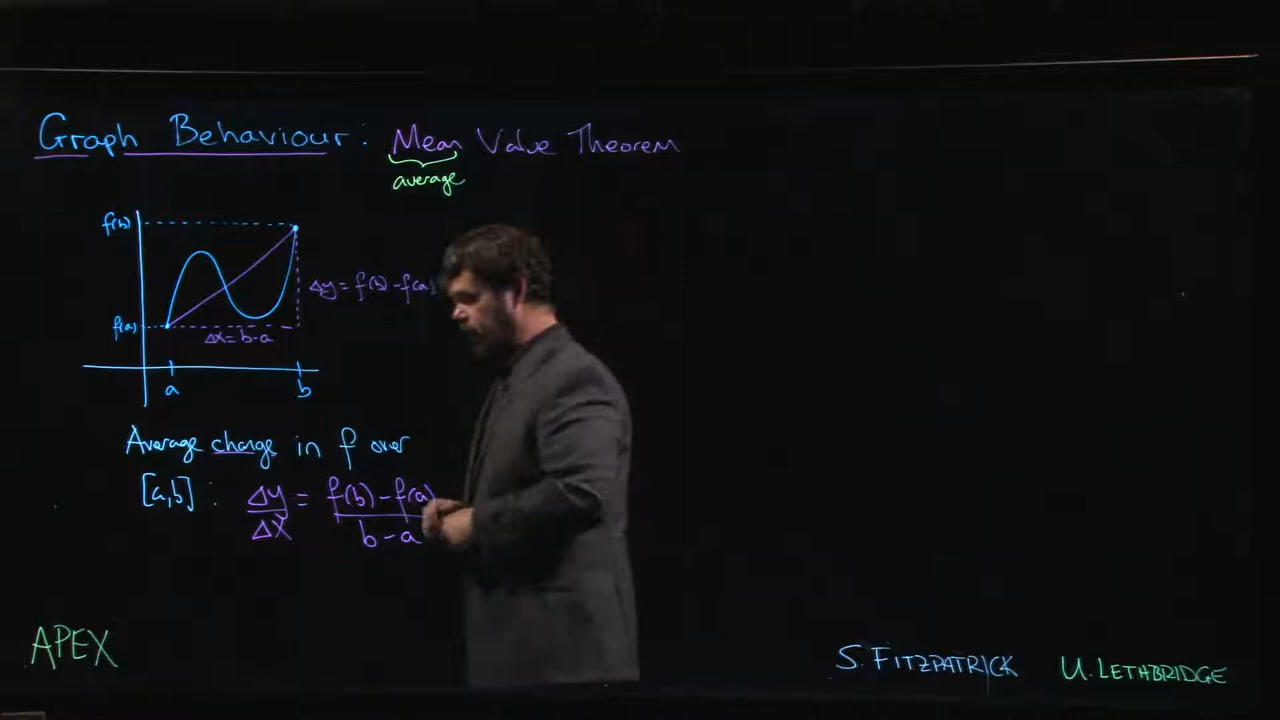 Graph Behaviour: Mean Value Theorem
average
f(b)
Δy = f(b) - f(a)
f(a)
Δx = b-a
a
b
Average change in f over
[a,b] : Δy/Δx = f(b) - f(a)/b - a
APEX
S. FITZPATRICK
U. LETHBRIDGE